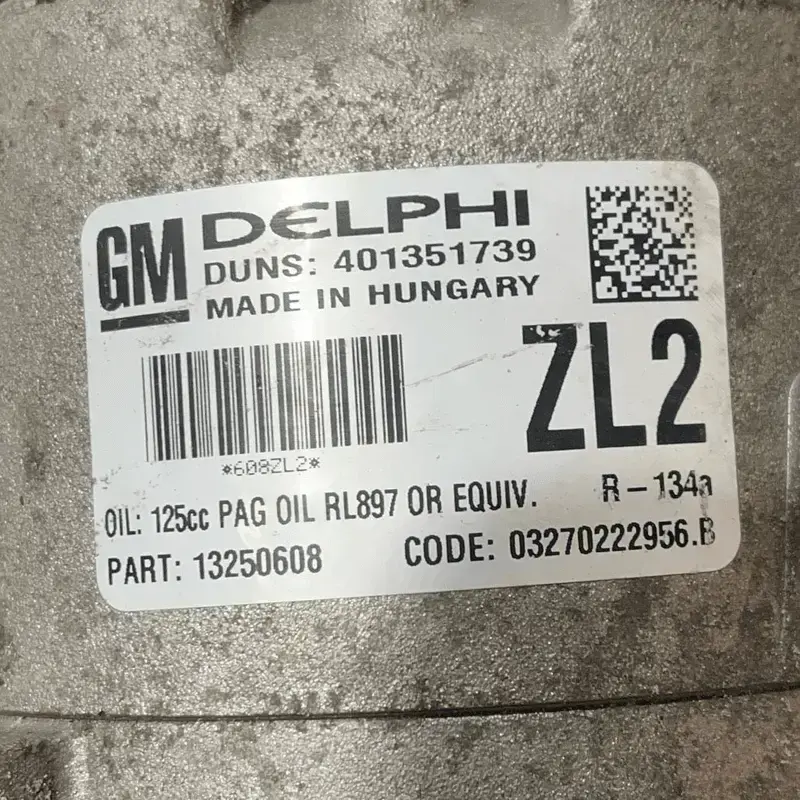 GM DELPHI
DUNS: 401351739
MADE IN HUNGARY
ZL2
*608ZL2*
OIL: 125cc PAG OIL RL897 OR EQUIV. R-134a
PART: 13250608 CODE: 03270222956.B